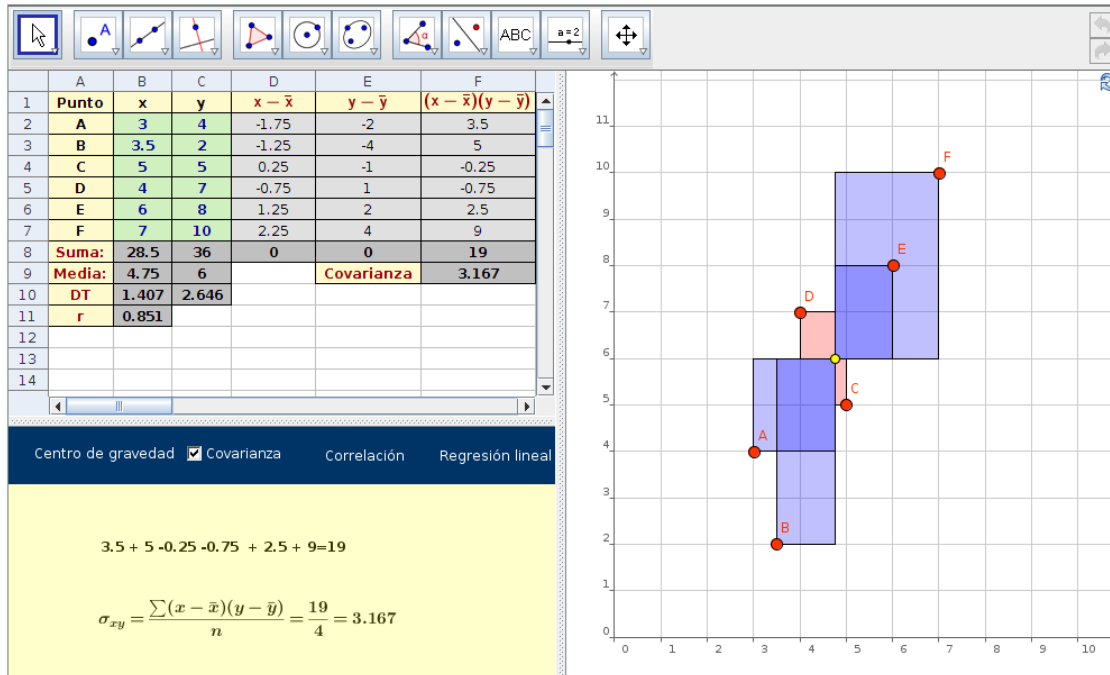 A ABC a=2
A B C D E F
1 Punto x y x − x̄ y − ȳ (x − x̄)(y − ȳ)
2 A 3 4 -1.75 -2 3.5
3 B 3.5 2 -1.25 -4 5
4 C 5 5 0.25 -1 -0.25
5 D 4 7 -0.75 1 -0.75
6 E 6 8 1.25 2 2.5
7 F 7 10 2.25 4 9
8 Suma: 28.5 36 0 0 19
9 Media: 4.75 6 Covarianza 3.167
10 DT 1.407 2.646
11 r 0.851
12
13
14
Centro de gravedad Covarianza Correlación Regresión lineal
3.5 + 5 -0.25 -0.75 + 2.5 + 9=19
σxy = ∑(x − x̄)(y − ȳ) / n = 19 / 4 = 3.167
11
10
9
8
7
6
5
4
3
2
1
0
0 1 2 3 4 5 6 7 8 9 10
F
E
D
C
A
B